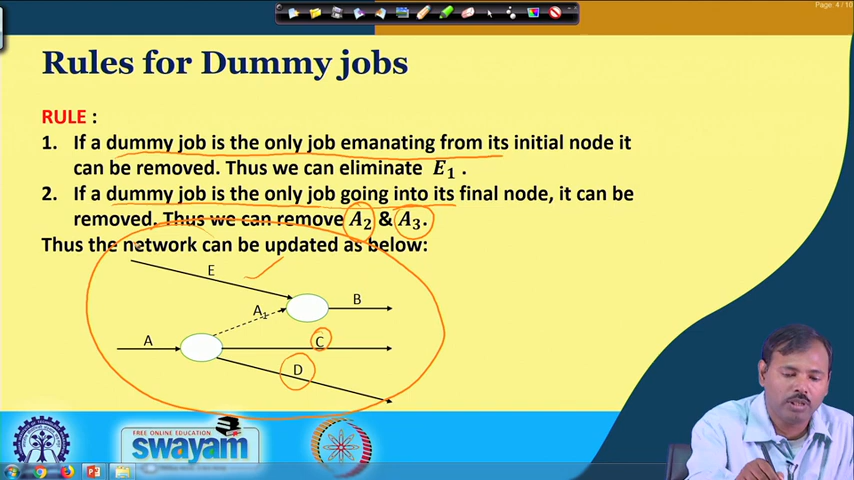 Page: 4 / 10
Rules for Dummy jobs
RULE :
1. If a dummy job is the only job emanating from its initial node it
can be removed. Thus we can eliminate E₁ .
2. If a dummy job is the only job going into its final node, it can be
removed. Thus we can remove A₂ & A₃.
Thus the network can be updated as below:
E
A₁
B
A
C
D
FREE ONLINE EDUCATION
swayam